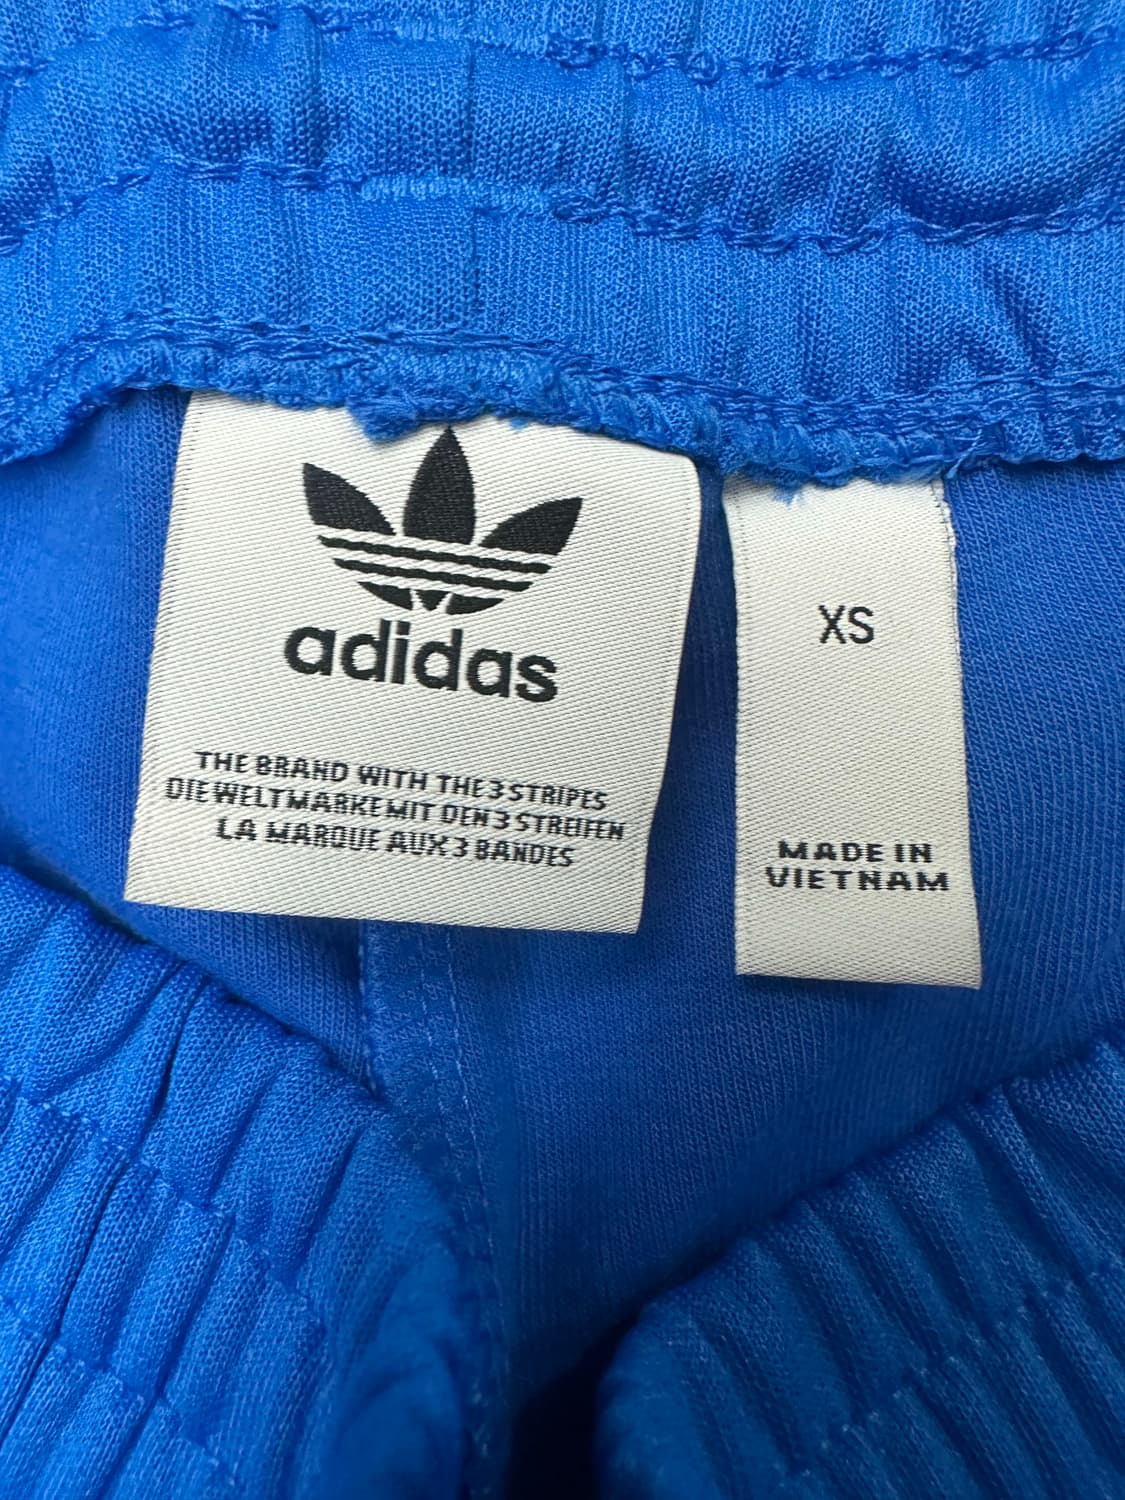 adidas
THE BRAND WITH THE 3 STRIPES
DIE WELTMARKE MIT DEN 3 STREIFEN
LA MARQUE AUX 3 BANDES
XS
MADE IN
VIETNAM